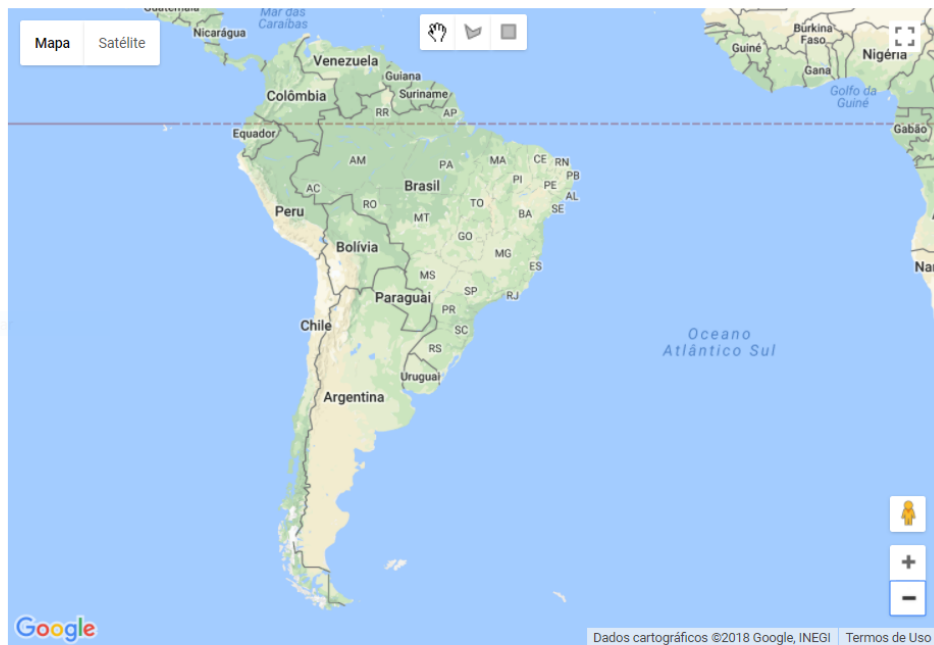 Guatemala
Mar das
Caraíbas
Nicarágua
Mapa
Satélite
Venezuela
Guiana
Suriname
Colômbia
RR
AP
Equador
Burkina
Faso
Guiné
Nigéria
Gana
Golfo da
Guiné
Gabão
AM
PA
MA
CE
RN
PB
PI
PE
AL
AC
Brasil
TO
SE
RO
BA
Peru
MT
GO
Bolívia
MG
ES
Na
MS
SP
RJ
Paraguai
PR
Chile
SC
Oceano
Atlântico Sul
RS
Uruguai
Argentina
+
−
Google
Dados cartográficos ©2018 Google, INEGI
Termos de Uso